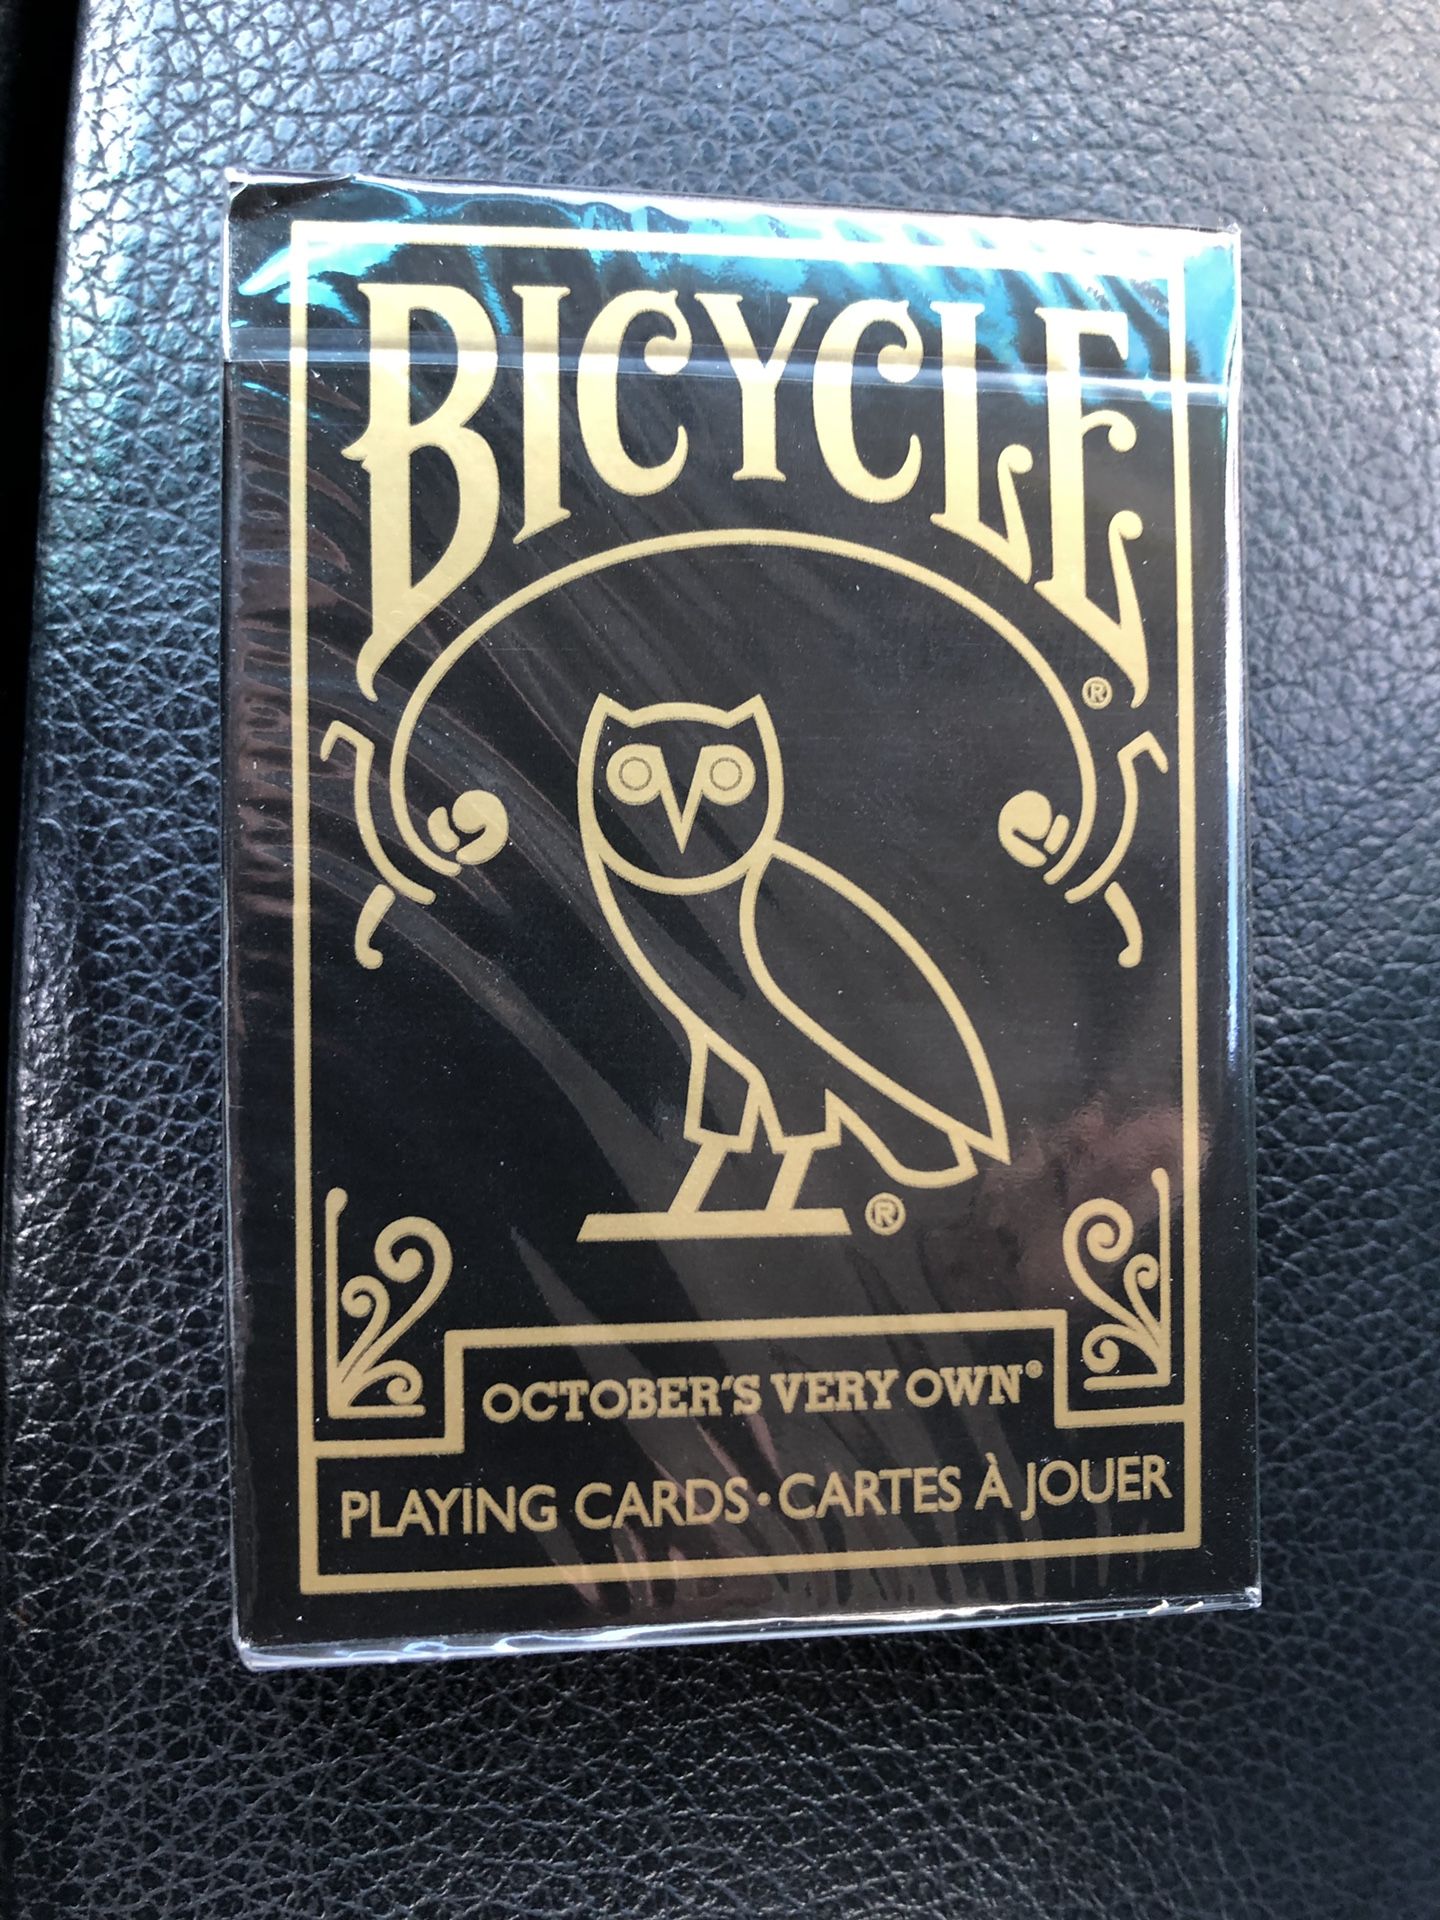 BICYCLE®
®
OCTOBER'S VERY OWN®
PLAYING CARDS • CARTES À JOUER